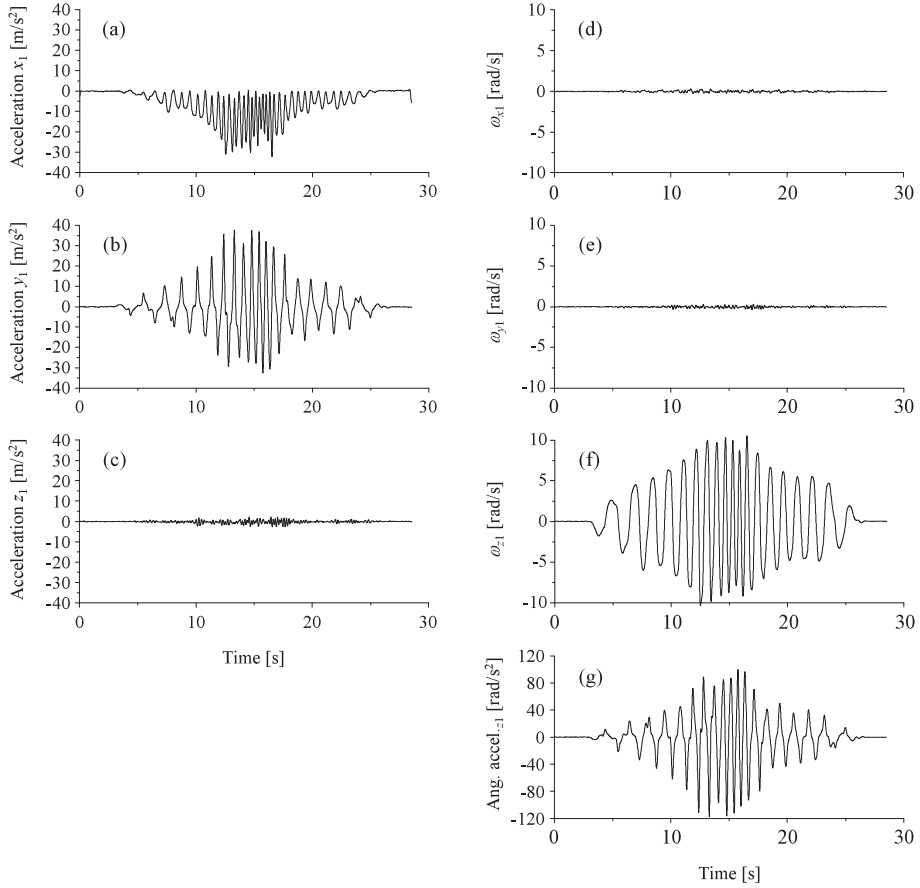 (a)
Acceleration x₁ [m/s²]
40
30
20
10
0
-10
-20
-30
-40
0 10 20 30
(b)
Acceleration y₁ [m/s²]
40
30
20
10
0
-10
-20
-30
-40
0 10 20 30
(c)
Acceleration z₁ [m/s²]
40
30
20
10
0
-10
-20
-30
-40
0 10 20 30
Time [s]
(d)
ωx1 [rad/s]
10
5
0
-5
-10
0 10 20 30
(e)
ωy1 [rad/s]
10
5
0
-5
-10
0 10 20 30
(f)
ωz1 [rad/s]
10
5
0
-5
-10
0 10 20 30
(g)
Ang. accel.z1 [rad/s²]
120
80
40
0
-40
-80
-120
0 10 20 30
Time [s]